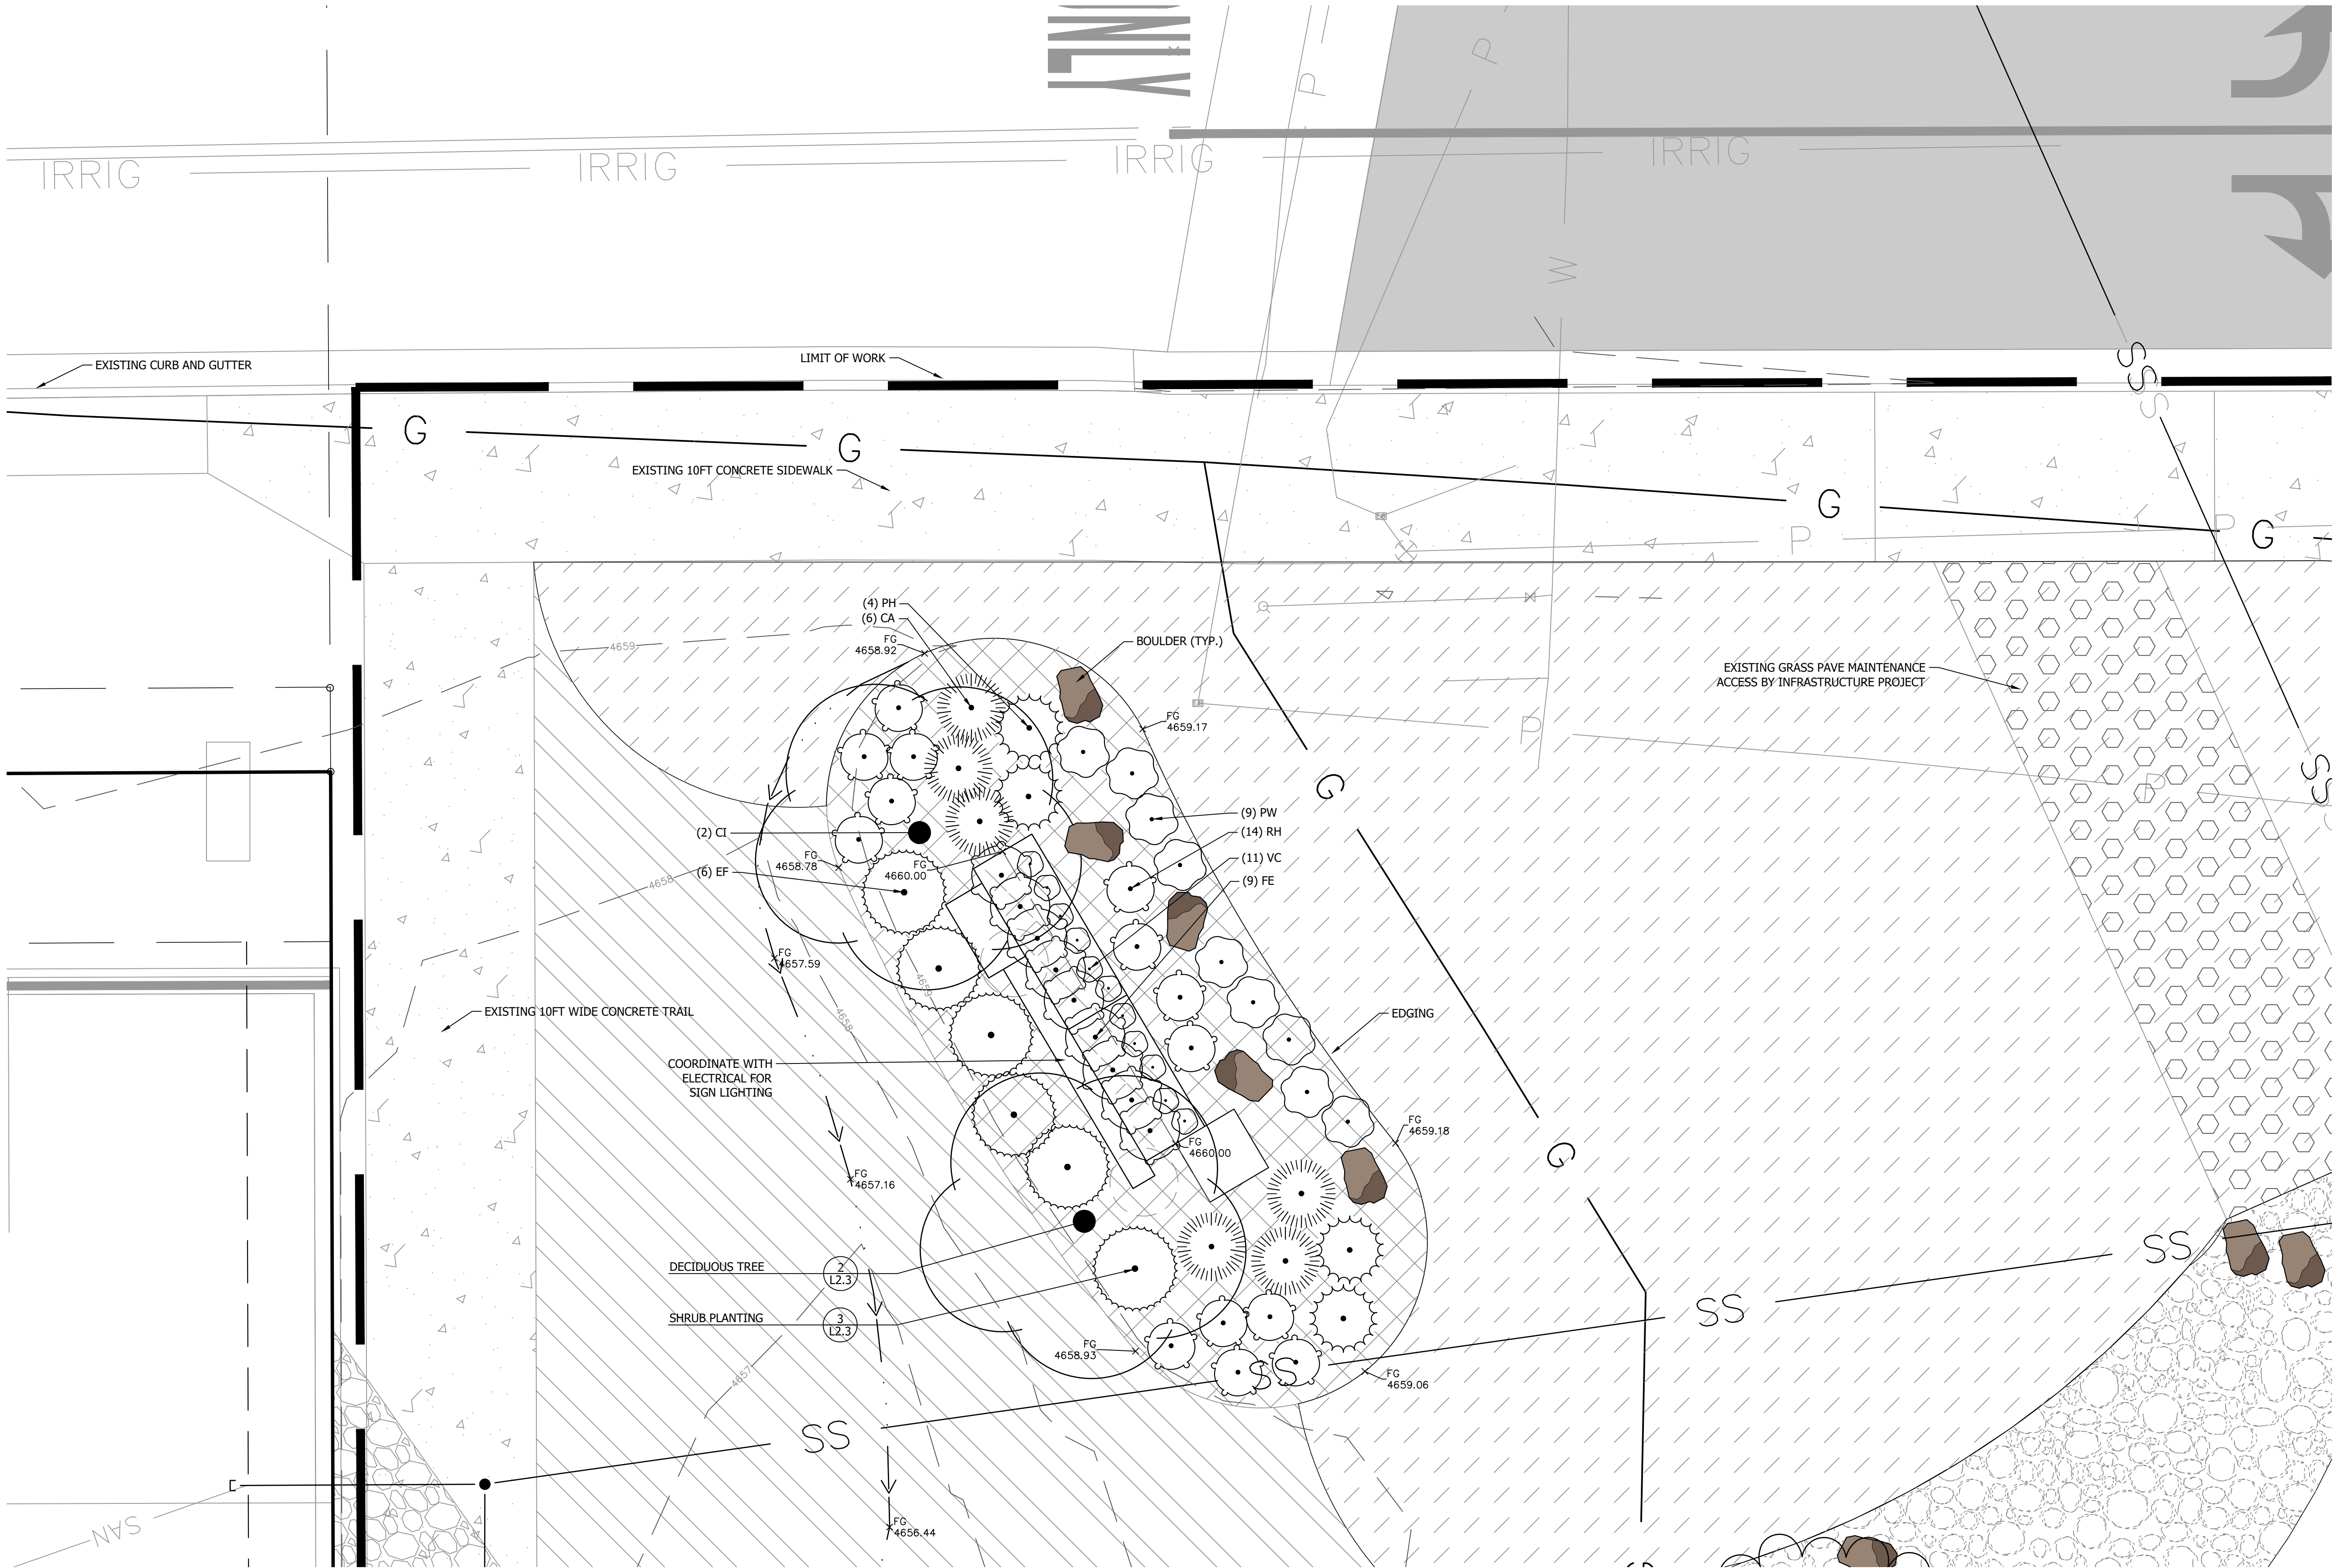 NLY
P
P
IRRIG
IRRIG
IRRIG
IRRIG
W
EXISTING CURB AND GUTTER
LIMIT OF WORK
SS
S
G
G
EXISTING 10FT CONCRETE SIDEWALK
G
P
P
G
(4) PH
(6) CA
FG
4658.92
4659
BOULDER (TYP.)
EXISTING GRASS PAVE MAINTENANCE
ACCESS BY INFRASTRUCTURE PROJECT
FG
4659.17
P
G
P
SS
(2) CI
(9) PW
(14) RH
FG
4658.78
FG
4660.00
(11) VC
(6) EF
(9) FE
4658
FG
4657.59
4659
4658
EXISTING 10FT WIDE CONCRETE TRAIL
EDGING
COORDINATE WITH
ELECTRICAL FOR
SIGN LIGHTING
FG
4659.18
FG
4660.00
G
FG
4657.16
DECIDUOUS TREE
2
L2.3
SS
SHRUB PLANTING
3
L2.3
SS
FG
4658.93
SS
FG
4659.06
4657
SS
E
FG
4656.44
SAN